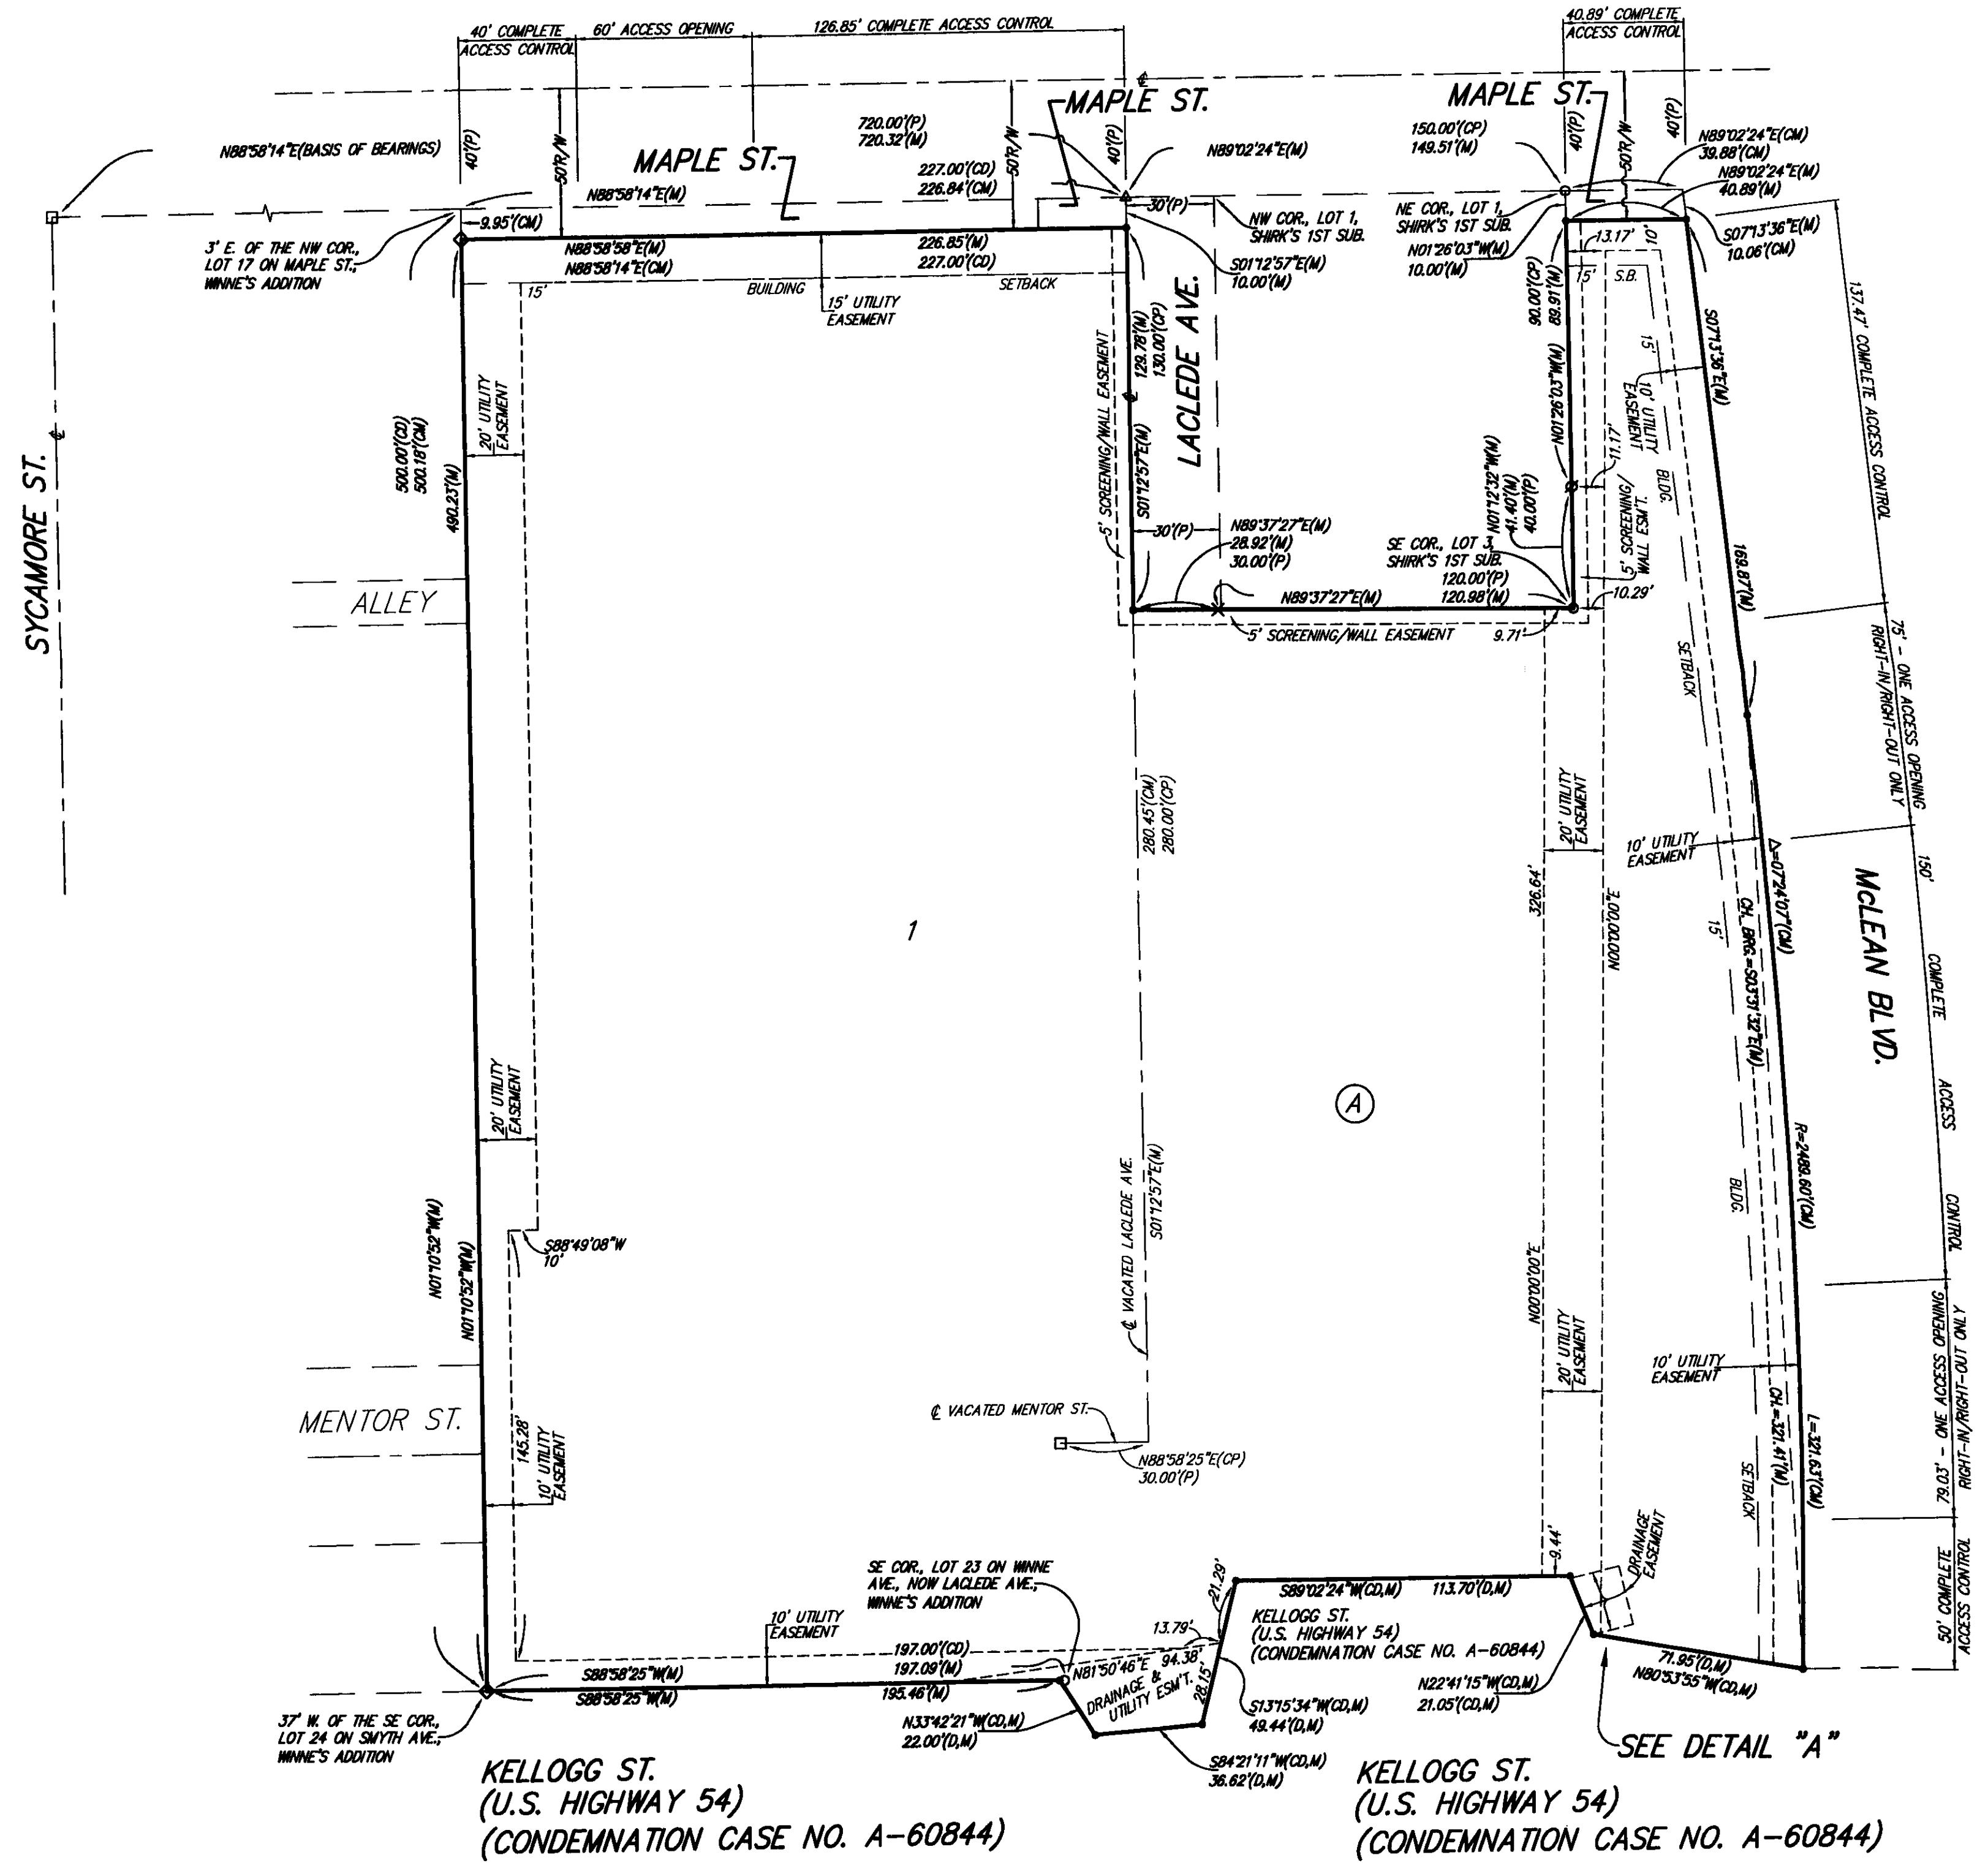 40' COMPLETE
ACCESS CONTROL
60' ACCESS OPENING
126.85' COMPLETE ACCESS CONTROL
40.89' COMPLETE
ACCESS CONTROL
MAPLE ST.
MAPLE ST.
MAPLE ST.
N88°58'14"E(BASIS OF BEARINGS)
40'(P)
50'R/W
720.00'(P)
720.32'(M)
50'R/W
40'(P)
N89°02'24"E(M)
150.00'(CP)
149.51'(M)
40'(P)
50'R/W
40'(P)
N89°02'24"E(CM)
39.88'(CM)
N89°02'24"E(M)
40.89'(M)
227.00'(CD)
226.84'(CM)
N88°58'14"E(M)
9.95'(CM)
3' E. OF THE NW COR.,
LOT 17 ON MAPLE ST.,
WINNE'S ADDITION
N88°58'58"E(M)
N88°58'14"E(CM)
226.85'(M)
227.00'(CD)
30'(P)
NW COR., LOT 1,
SHIRK'S 1ST SUB.
S01°12'57"E(M)
10.00'(M)
NE COR., LOT 1,
SHIRK'S 1ST SUB.
N01°26'03"W(M)
10.00'(M)
13.17'
10'
S07°13'36"E(M)
10.06'(CM)
15'
S.B.
15'
BUILDING
SETBACK
15' UTILITY
EASEMENT
20' UTILITY
EASEMENT
500.00'(CD)
500.18'(CM)
490.23'(M)
5' SCREENING/WALL EASEMENT
129.78'(M)
130.00'(CP)
S01°12'57"E(M)
LACLEDE AVE.
90.00'(CP)
89.91'(M)
N01°26'03"W(M)
N01°12'32"W(M)
41.40'(M)
40.00'(P)
15'
10' UTILITY
EASEMENT
11.17'
BLDG.
5' SCREENING/
WALL ESM'T.
S07°13'36"E(M)
169.87'(M)
137.47' COMPLETE ACCESS CONTROL
SYCAMORE ST.
ALLEY
30'(P)
N89°37'27"E(M)
28.92'(M)
30.00'(P)
SE COR., LOT 3,
SHIRK'S 1ST SUB.
120.00'(P)
120.98'(M)
N89°37'27"E(M)
10.29'
5' SCREENING/WALL EASEMENT
9.71'
SETBACK
75' - ONE ACCESS OPENING
RIGHT-IN/RIGHT-OUT ONLY
280.45'(CM)
280.00'(CP)
20' UTILITY
EASEMENT
326.64'
N00°00'00"E
10' UTILITY
EASEMENT
15'
Δ=07°24'07"(CM)
CH. BRG.=S03°31'32"E(M)
McLEAN BLVD.
150'
COMPLETE
ACCESS
CONTROL
1
A
20' UTILITY
EASEMENT
N01°10'52"W(M)
N01°10'52"W(M)
S88°49'08"W
10'
℄ VACATED LACLEDE AVE.
S01°12'57"E(M)
N00°00'00"E
20' UTILITY
EASEMENT
BLDG.
R=2489.60'(CM)
10' UTILITY
EASEMENT
CH.=321.41'(M)
L=321.63'(CM)
SETBACK
79.03' - ONE ACCESS OPENING
RIGHT-IN/RIGHT-OUT ONLY
MENTOR ST.
145.28'
10' UTILITY
EASEMENT
℄ VACATED MENTOR ST.
N88°58'25"E(CP)
30.00'(P)
9.44'
DRAINAGE
EASEMENT
50' COMPLETE
ACCESS CONTROL
SE COR., LOT 23 ON WINNE
AVE., NOW LACLEDE AVE.,
WINNE'S ADDITION
21.29'
S89°02'24"W(CD,M)
113.70'(D,M)
KELLOGG ST.
(U.S. HIGHWAY 54)
(CONDEMNATION CASE NO. A-60844)
10' UTILITY
EASEMENT
13.79'
197.00'(CD)
197.09'(M)
195.46'(M)
S88°58'25"W(M)
S88°58'25"W(M)
N81°50'46"E 94.38'
DRAINAGE &
UTILITY ESM'T.
28.15'
N33°42'21"W(CD,M)
22.00'(D,M)
S13°15'34"W(CD,M)
49.44'(D,M)
S84°21'11"W(CD,M)
36.62'(D,M)
N22°41'15"W(CD,M)
21.05'(CD,M)
71.95'(D,M)
N80°53'55"W(CD,M)
37' W. OF THE SE COR.,
LOT 24 ON SMYTH AVE.,
WINNE'S ADDITION
SEE DETAIL "A"
KELLOGG ST.
(U.S. HIGHWAY 54)
(CONDEMNATION CASE NO. A-60844)
KELLOGG ST.
(U.S. HIGHWAY 54)
(CONDEMNATION CASE NO. A-60844)